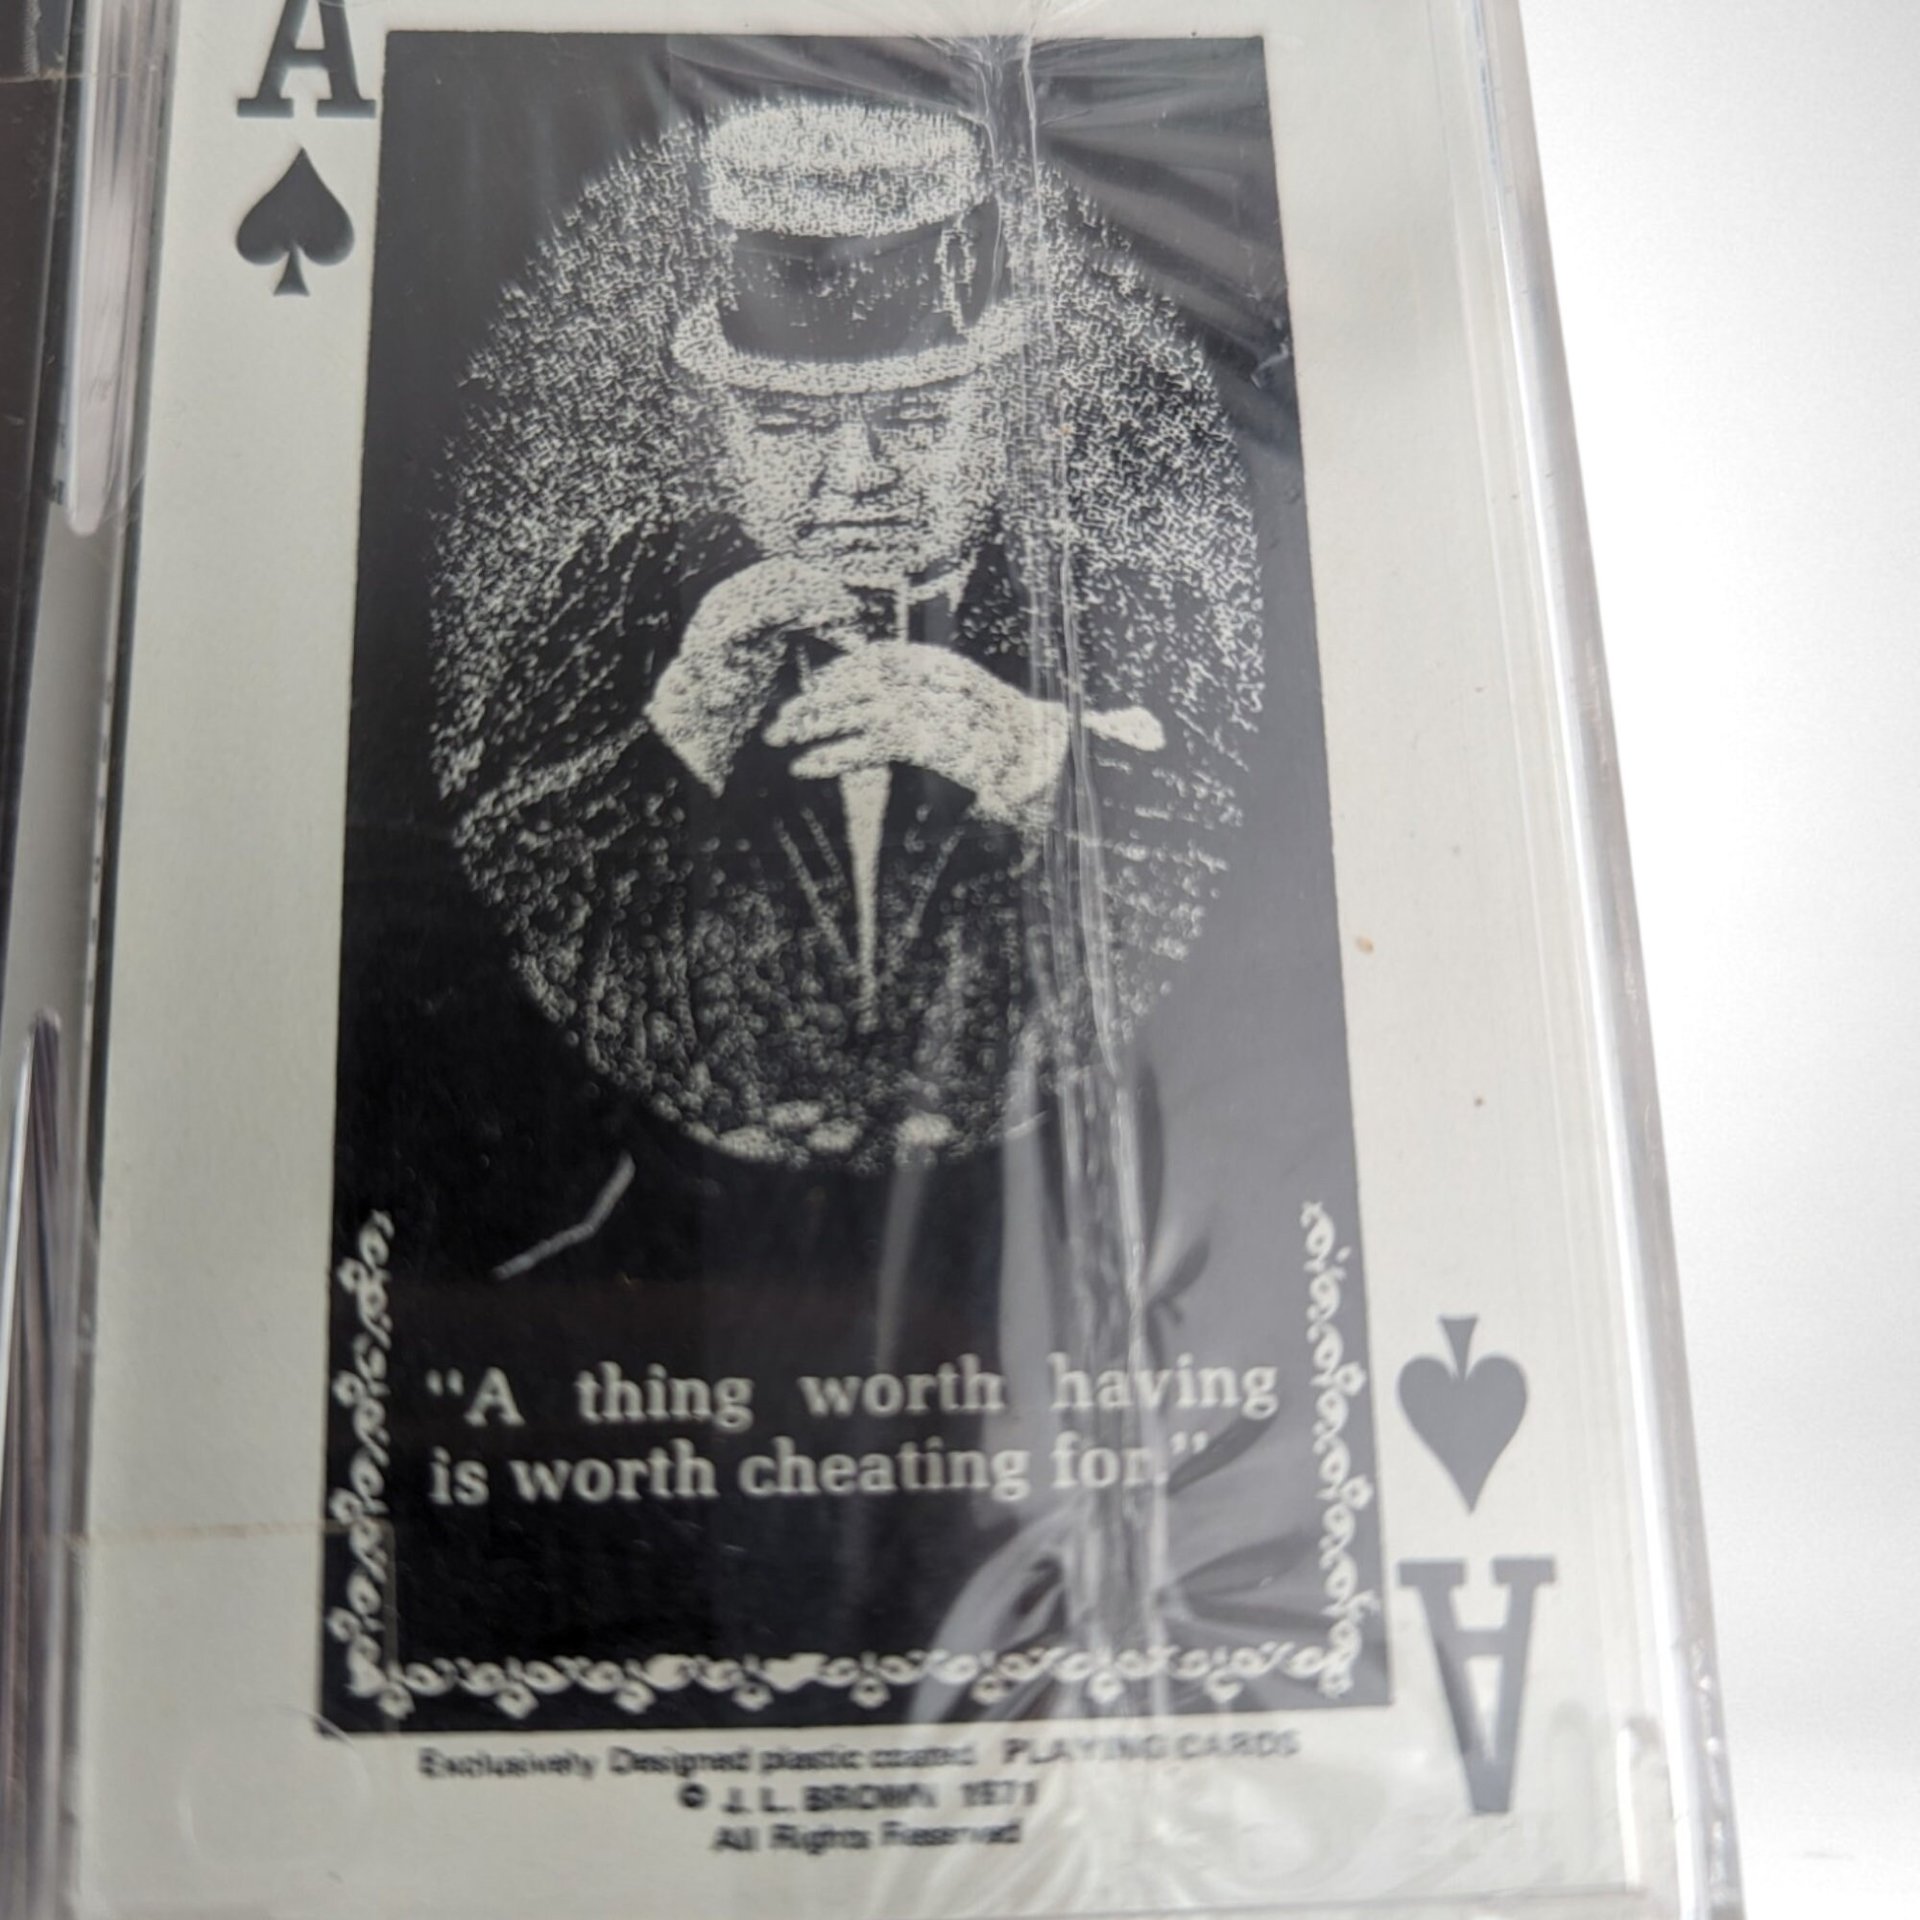 A
"A thing worth having
is worth cheating for."
A
Exclusively Designed plastic coated PLAYING CARDS
© J. L. BROWN 1971
All Rights Reserved